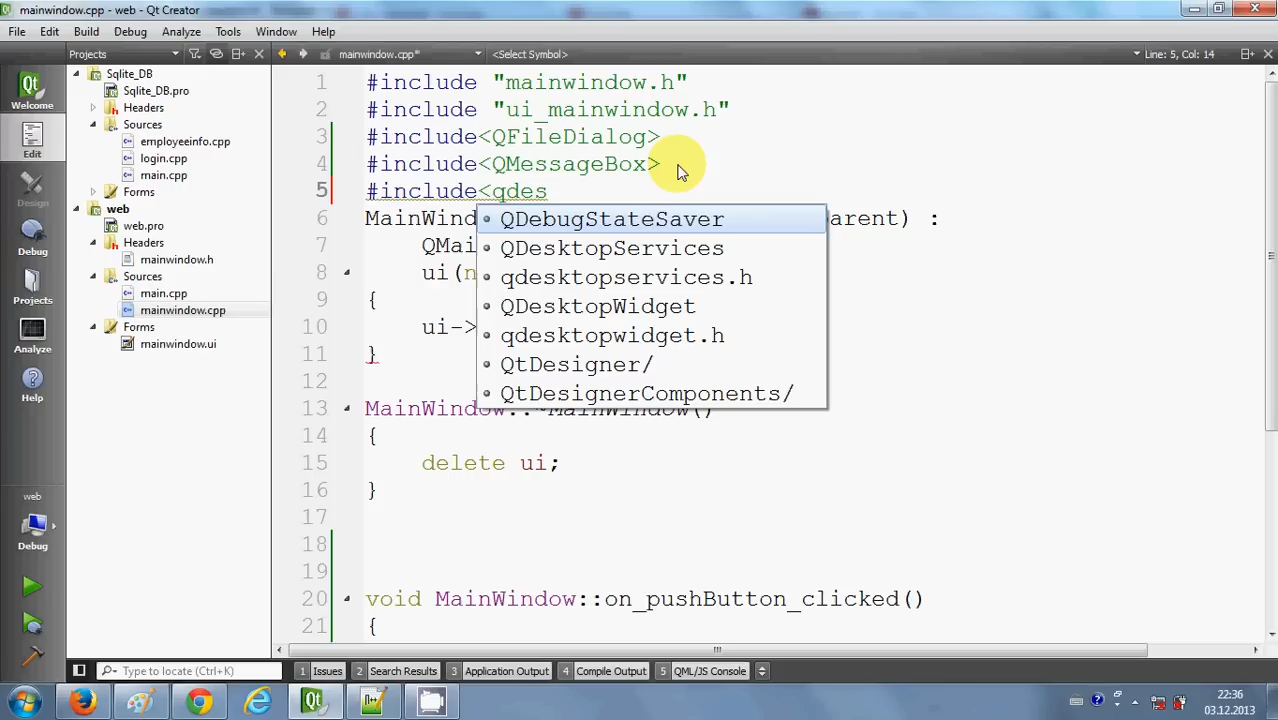 mainwindow.cpp - web - Qt Creator
File Edit Build Debug Analyze Tools Window Help
Projects mainwindow.cpp* <Select Symbol> Line: 5, Col: 14
Welcome
Edit
Design
Debug
Projects
Analyze
Help
web
Debug
Sqlite_DB
Sqlite_DB.pro
Headers
Sources
employeeinfo.cpp
login.cpp
main.cpp
Forms
web
web.pro
Headers
mainwindow.h
Sources
main.cpp
mainwindow.cpp
Forms
mainwindow.ui
1 #include "mainwindow.h"
2 #include "ui_mainwindow.h"
3 #include<QFileDialog>
4 #include<QMessageBox>
5 #include<qdes
6 MainWind arent) :
7 QMai
8 ui(n
9 {
10 ui->
11 }
12
13 MainWindow::~MainWindow()
14 {
15 delete ui;
16 }
17
18
19
20 void MainWindow::on_pushButton_clicked()
21 {
QDebugStateSaver
QDesktopServices
qdesktopservices.h
QDesktopWidget
qdesktopwidget.h
QtDesigner/
QtDesignerComponents/
Type to locate (Ctrl+K) 1 Issues 2 Search Results 3 Application Output 4 Compile Output 5 QML/JS Console
22:36
03.12.2013